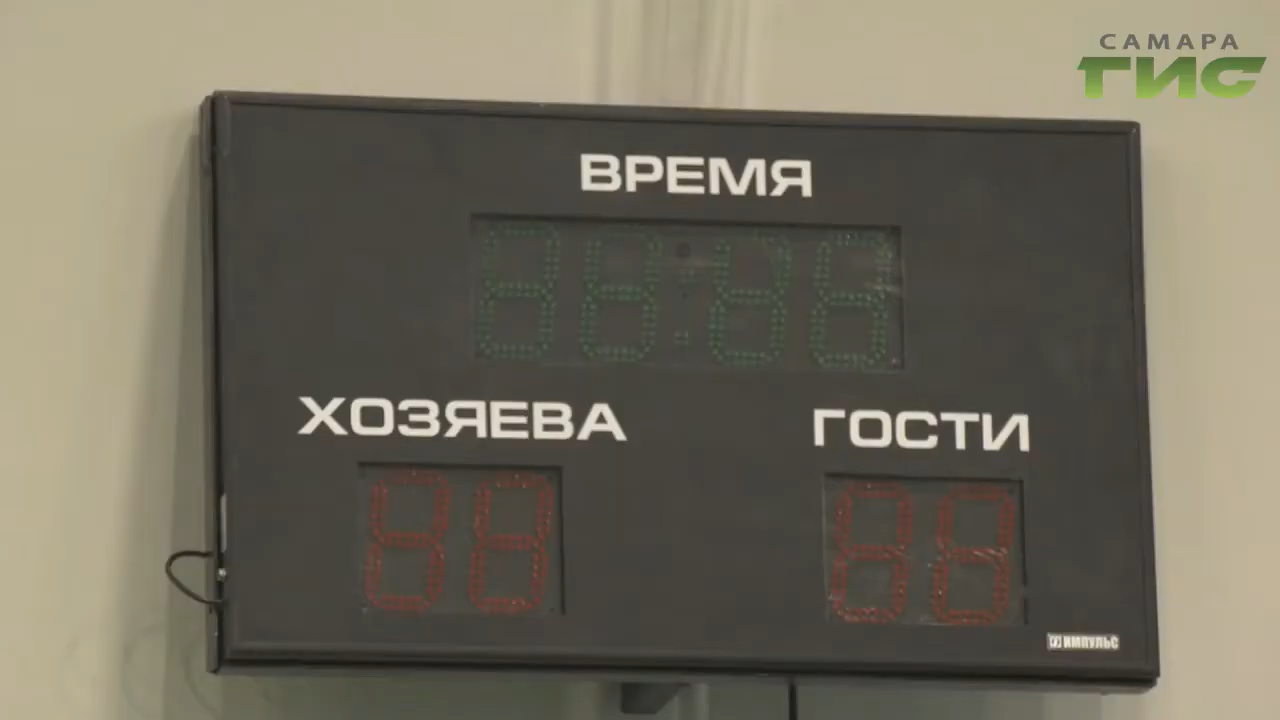 САМАРА
ГИС
ВРЕМЯ
ХОЗЯЕВА
ГОСТИ
ИМПУЛЬС